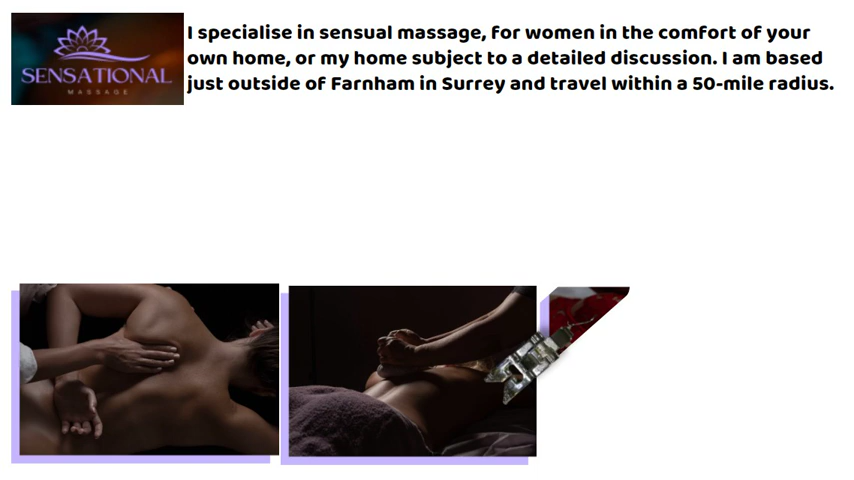 SENSATIONAL
MASSAGE
I specialise in sensual massage, for women in the comfort of your
own home, or my home subject to a detailed discussion. I am based
just outside of Farnham in Surrey and travel within a 50-mile radius.